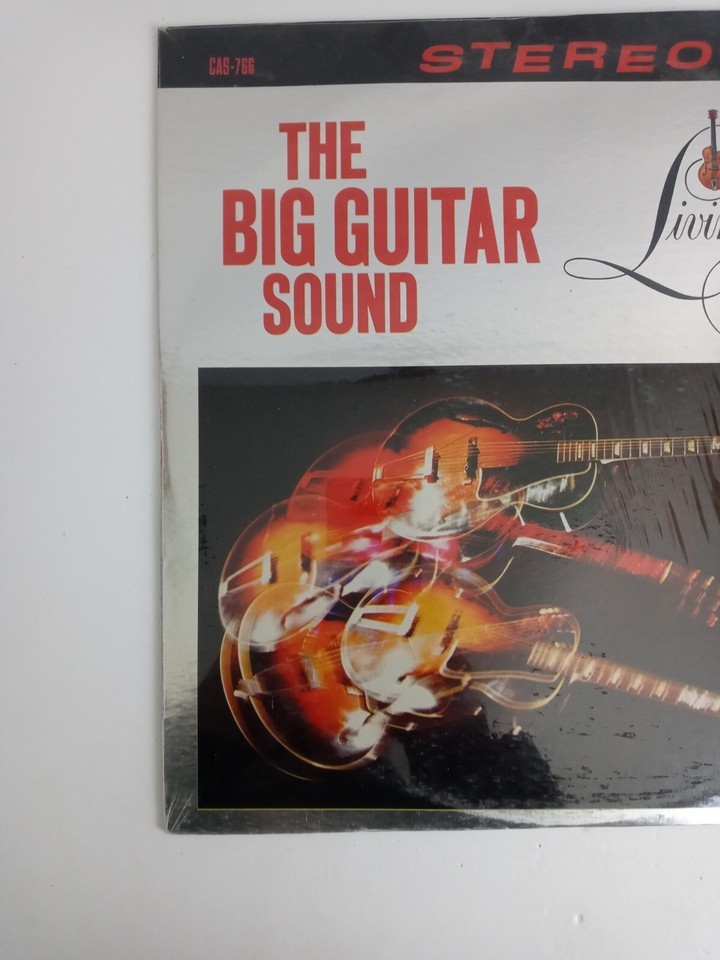 CAS-766
STEREO
THE
BIG GUITAR
SOUND